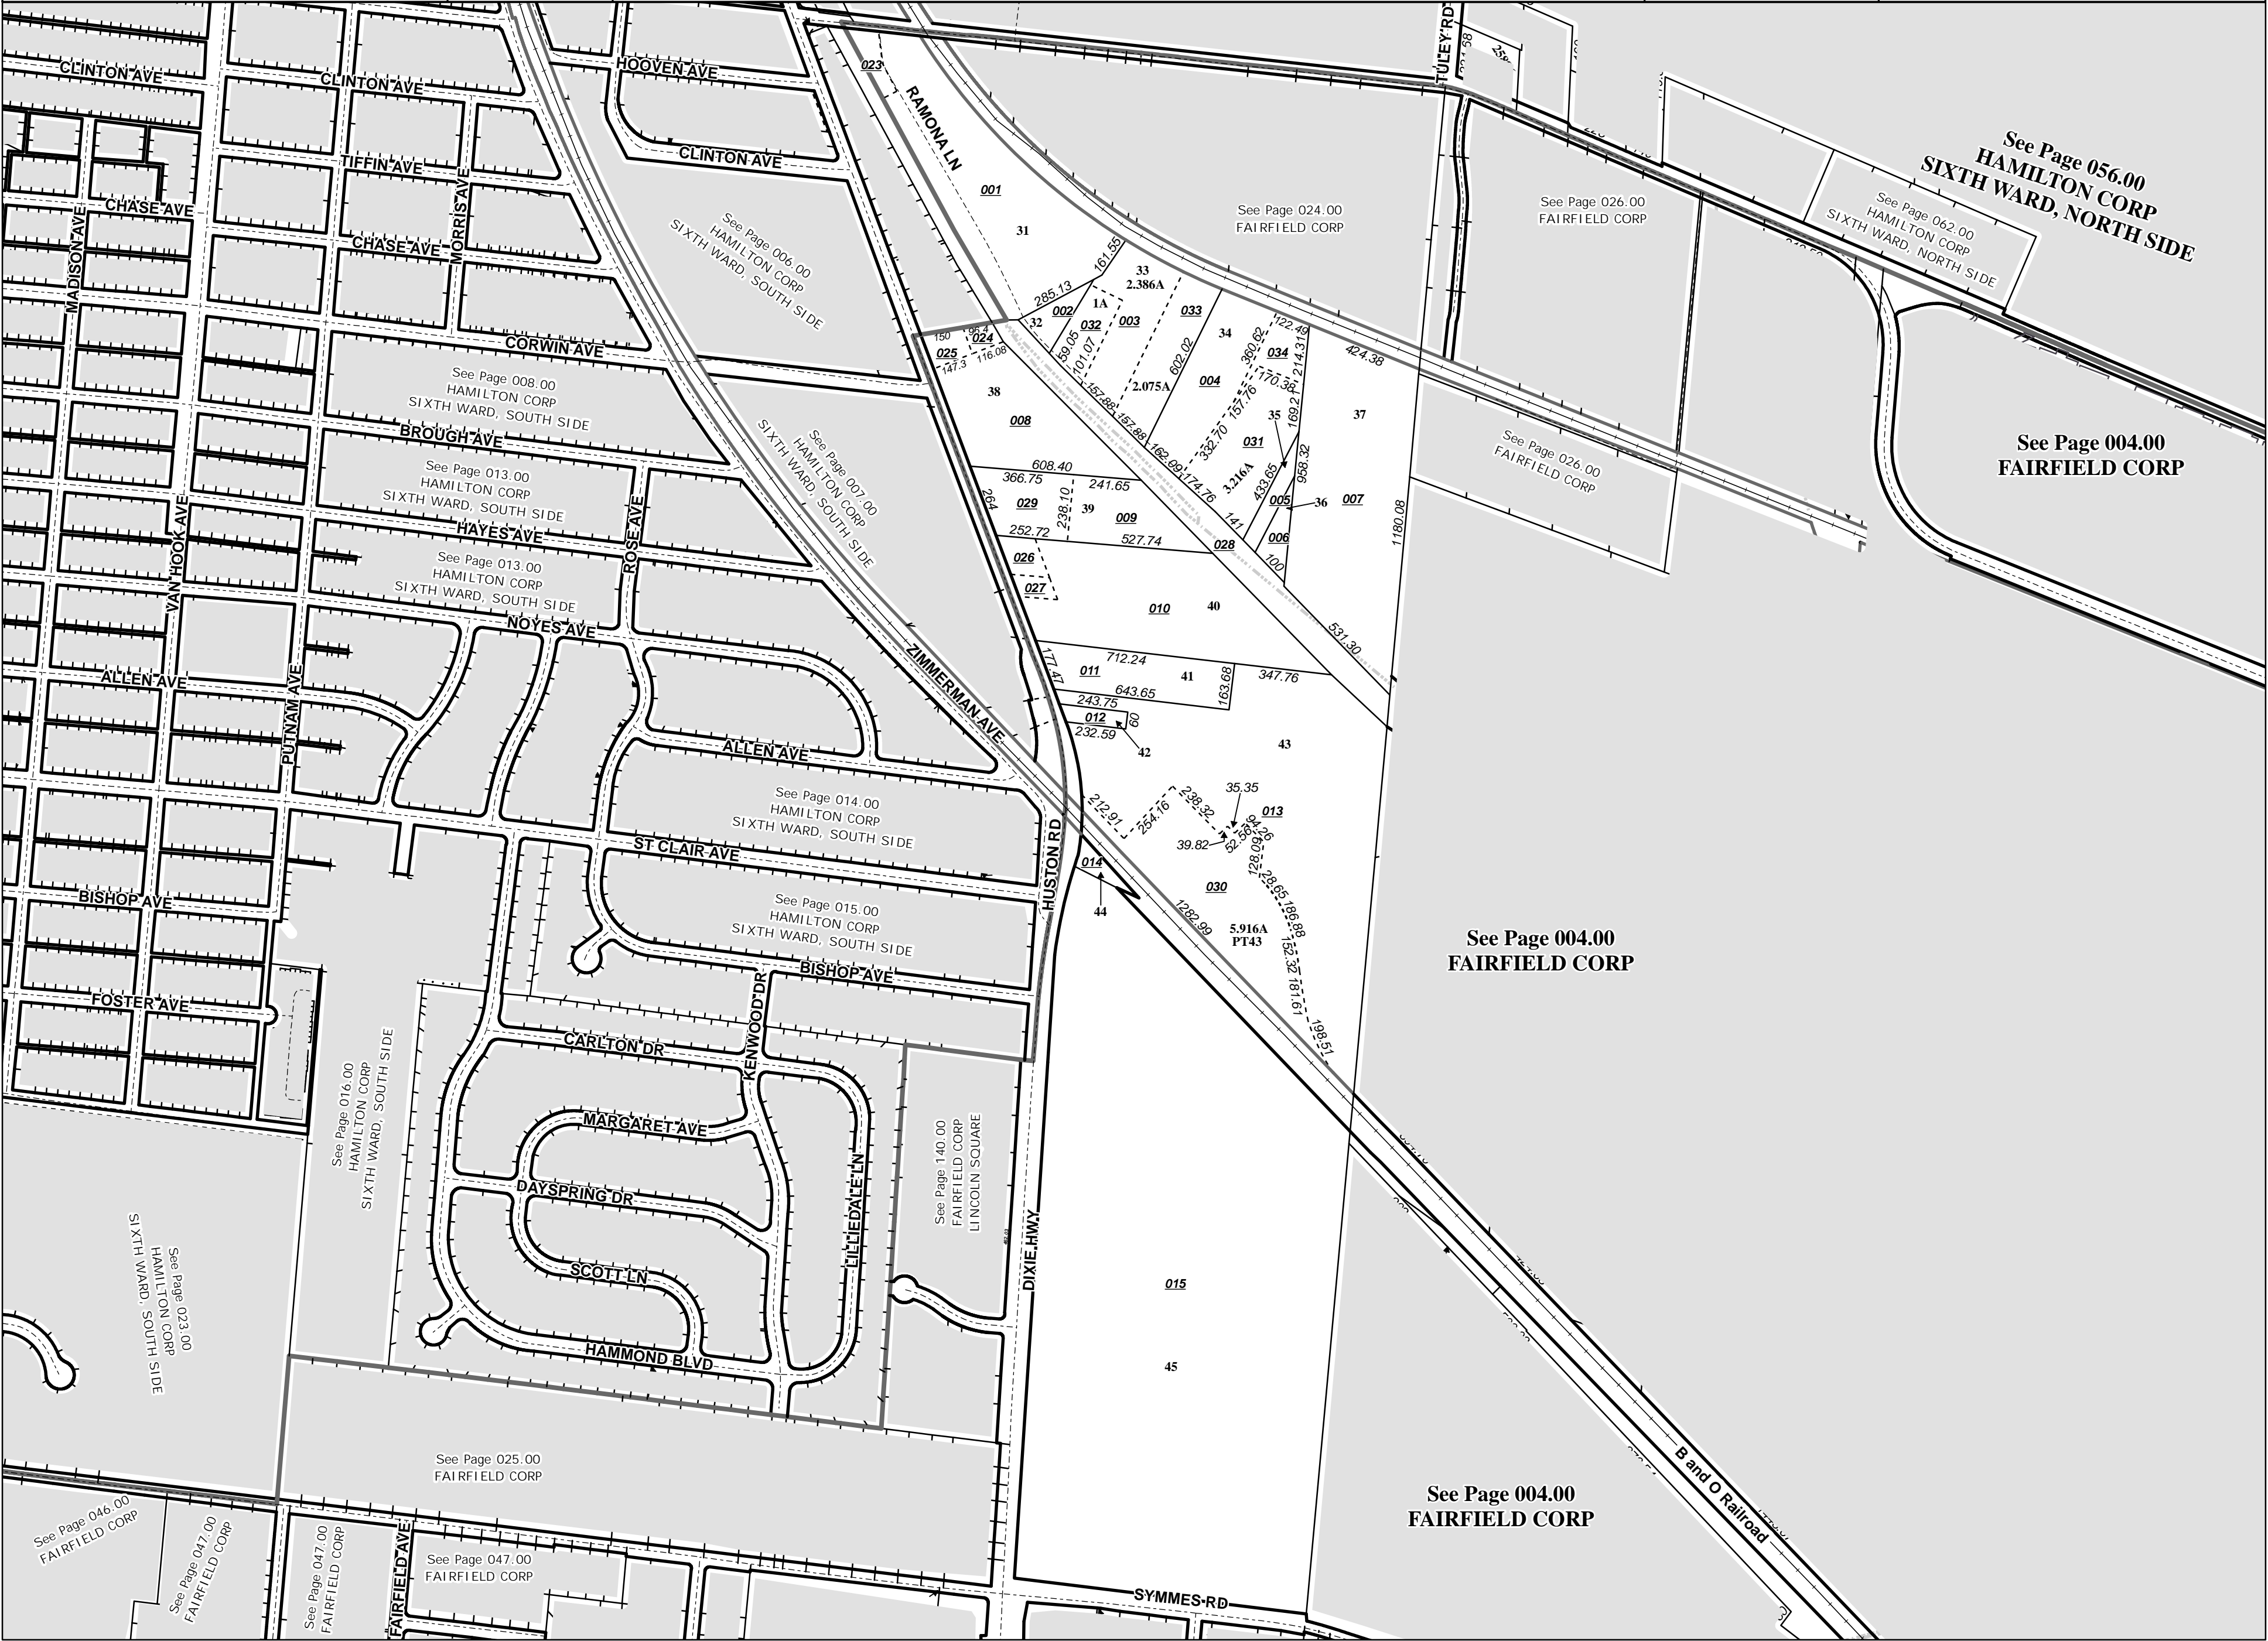 TULEY RD
CLINTON AVE
CLINTON AVE
HOOVEN AVE
CLINTON AVE
023
RAMONA LN
TIFFIN AVE
MORRIS AVE
CHASE AVE
CHASE AVE
MADISON AVE
001
31
See Page 006.00
HAMILTON CORP
SIXTH WARD, SOUTH SIDE
See Page 024.00
FAIRFIELD CORP
See Page 026.00
FAIRFIELD CORP
See Page 056.00
HAMILTON CORP
SIXTH WARD, NORTH SIDE
See Page 062.00
HAMILTON CORP
SIXTH WARD, NORTH SIDE
161.55
285.13
33
2.386A
1A
002
32
032
003
033
34
59.05
101.07
602.02
360.62
122.49
034
214.31
424.38
150
96.4
024
025
147.3
116.08
CORWIN AVE
See Page 008.00
HAMILTON CORP
SIXTH WARD, SOUTH SIDE
38
008
2.075A
157.88
157.88
004
170.38
157.76
332.70
169.21
35
37
031
162.09
174.76
3.216A
433.65
958.32
BROUGH AVE
See Page 013.00
HAMILTON CORP
SIXTH WARD, SOUTH SIDE
See Page 007.00
HAMILTON CORP
SIXTH WARD, SOUTH SIDE
See Page 026.00
FAIRFIELD CORP
See Page 004.00
FAIRFIELD CORP
608.40
366.75
241.65
264
029
238.10
39
009
141
005
36
007
1180.08
VAN HOOK AVE
HAYES AVE
ROSE AVE
252.72
527.74
028
006
100
See Page 013.00
HAMILTON CORP
SIXTH WARD, SOUTH SIDE
026
027
010
40
NOYES AVE
531.30
ZIMMERMAN AVE
PUTNAM AVE
ALLEN AVE
177.47
712.24
011
41
347.76
643.65
163.68
243.75
012
60
232.59
42
43
ALLEN AVE
See Page 014.00
HAMILTON CORP
SIXTH WARD, SOUTH SIDE
212.91
254.16
238.32
35.35
013
94.26
52.56
39.82
128.09
ST CLAIR AVE
HUSTON RD
014
44
030
28.65
186.88
5.916A
PT43
1282.99
152.32
181.61
198.51
BISHOP AVE
See Page 015.00
HAMILTON CORP
SIXTH WARD, SOUTH SIDE
See Page 004.00
FAIRFIELD CORP
BISHOP AVE
FOSTER AVE
KENWOOD DR
CARLTON DR
See Page 016.00
HAMILTON CORP
SIXTH WARD, SOUTH SIDE
MARGARET AVE
See Page 140.00
FAIRFIELD CORP
LINCOLN SQUARE
DAYSPRING DR
LILLIEDALE LN
DIXIE HWY
See Page 023.00
HAMILTON CORP
SIXTH WARD, SOUTH SIDE
SCOTT LN
015
45
HAMMOND BLVD
See Page 025.00
FAIRFIELD CORP
B and O Railroad
See Page 004.00
FAIRFIELD CORP
See Page 046.00
FAIRFIELD CORP
See Page 047.00
FAIRFIELD CORP
See Page 047.00
FAIRFIELD CORP
FAIRFIELD AVE
See Page 047.00
FAIRFIELD CORP
SYMMES RD